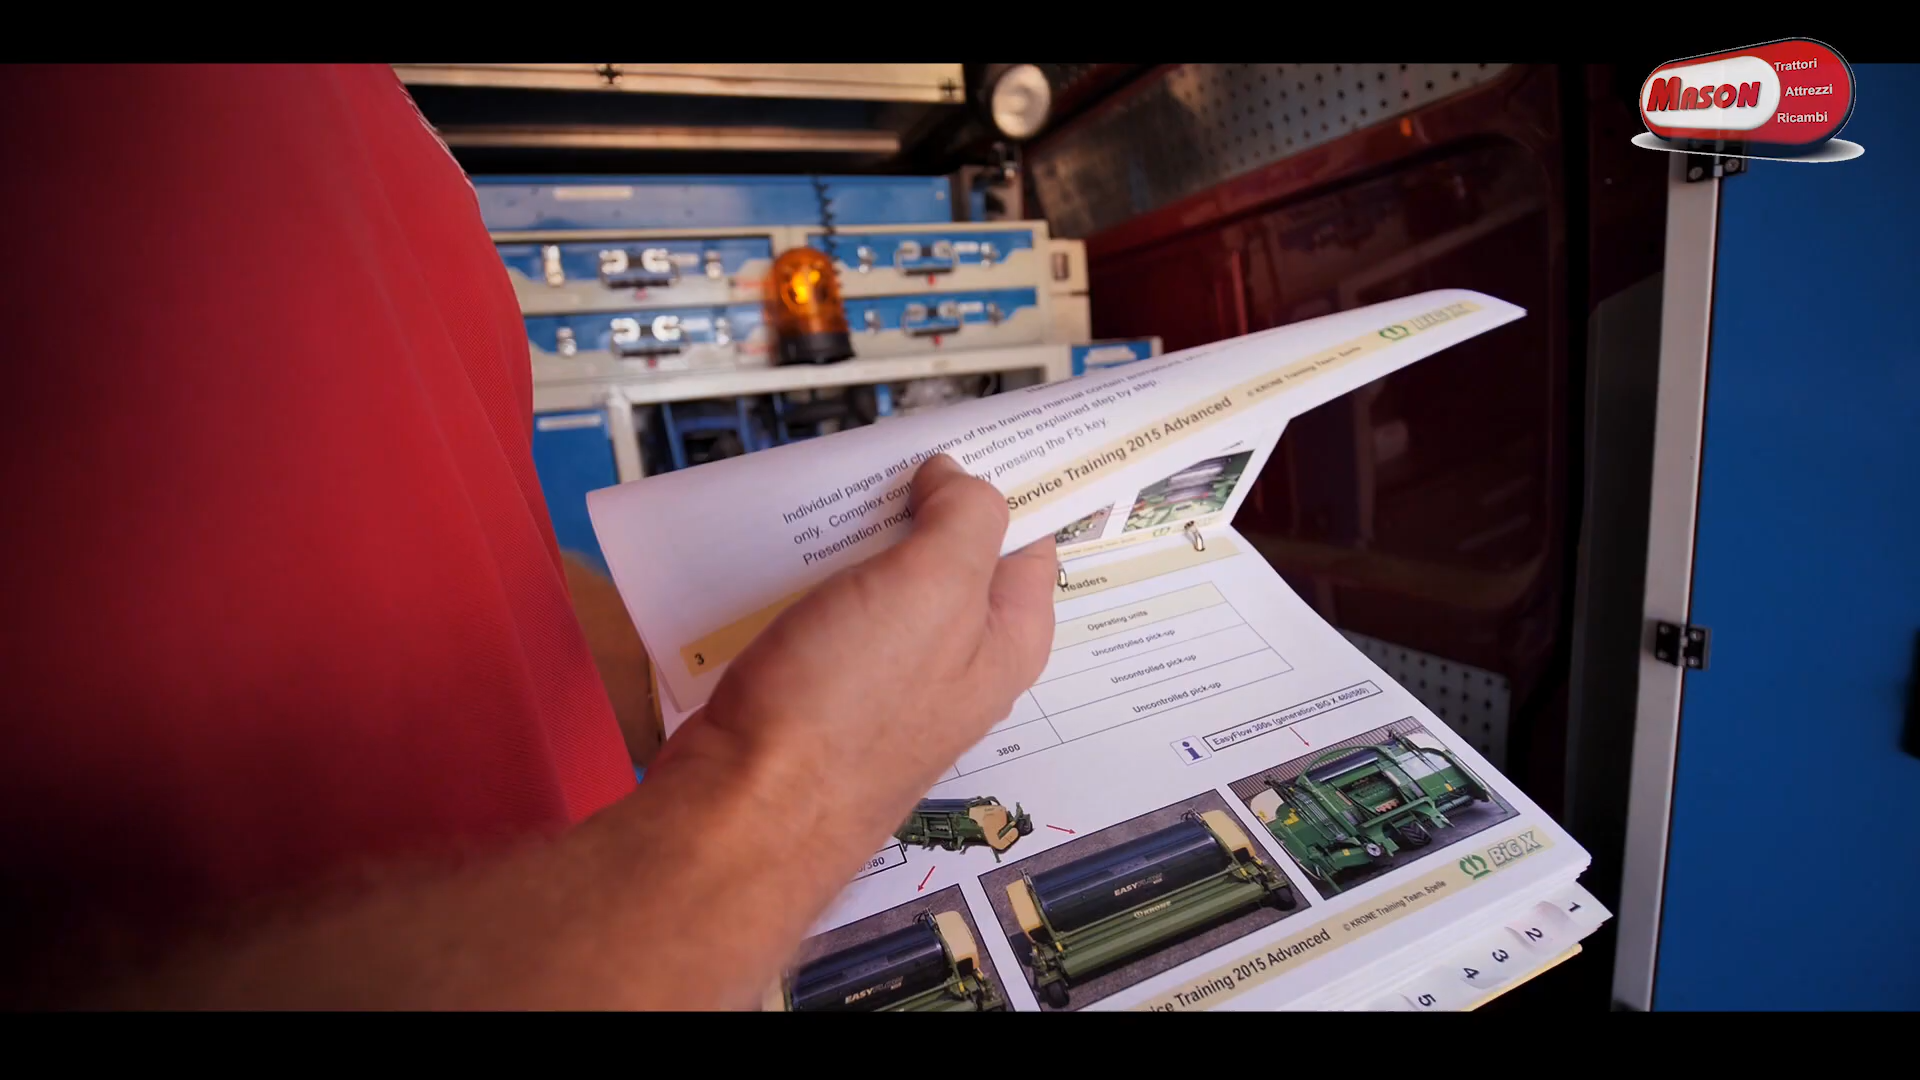 MASON
Trattori
Attrezzi
Ricambi
Individual pages and chapters of the training manual contain animations
only. Complex therefore be explained step by step.
Presentation by pressing the F5 key.
3
Service Training 2015 Advanced
© KRONE Training Team, Spelle
Headers
Operating units
Uncontrolled pick-up
Uncontrolled pick-up
Uncontrolled pick-up
3800
i
EasyFlow 300s (generation BiG X 480/580)
EASYFLOW
KRONE
EASYFLOW
Training 2015 Advanced
© KRONE Training Team, Spelle
BiG X
1
2
3
4
5